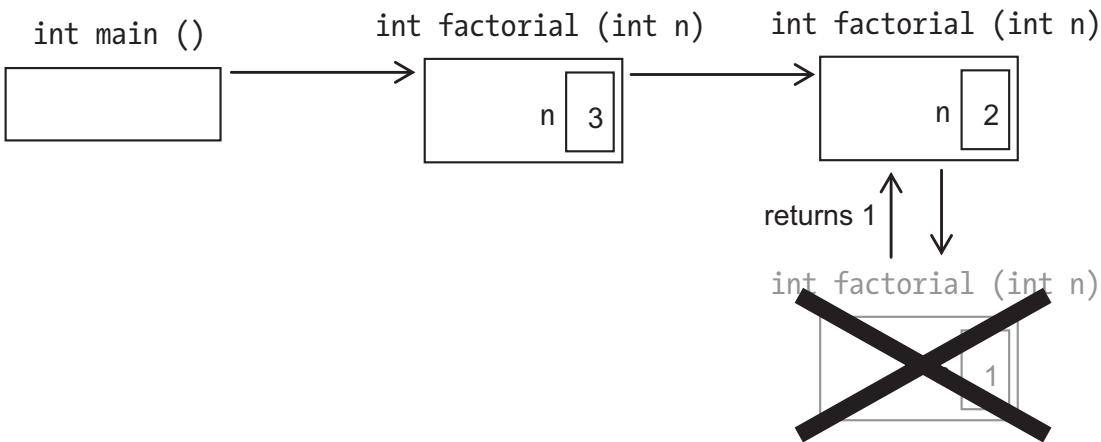 int main ()
int factorial (int n)
int factorial (int n)
n 3
n 2
returns 1
int factorial (int n)
1